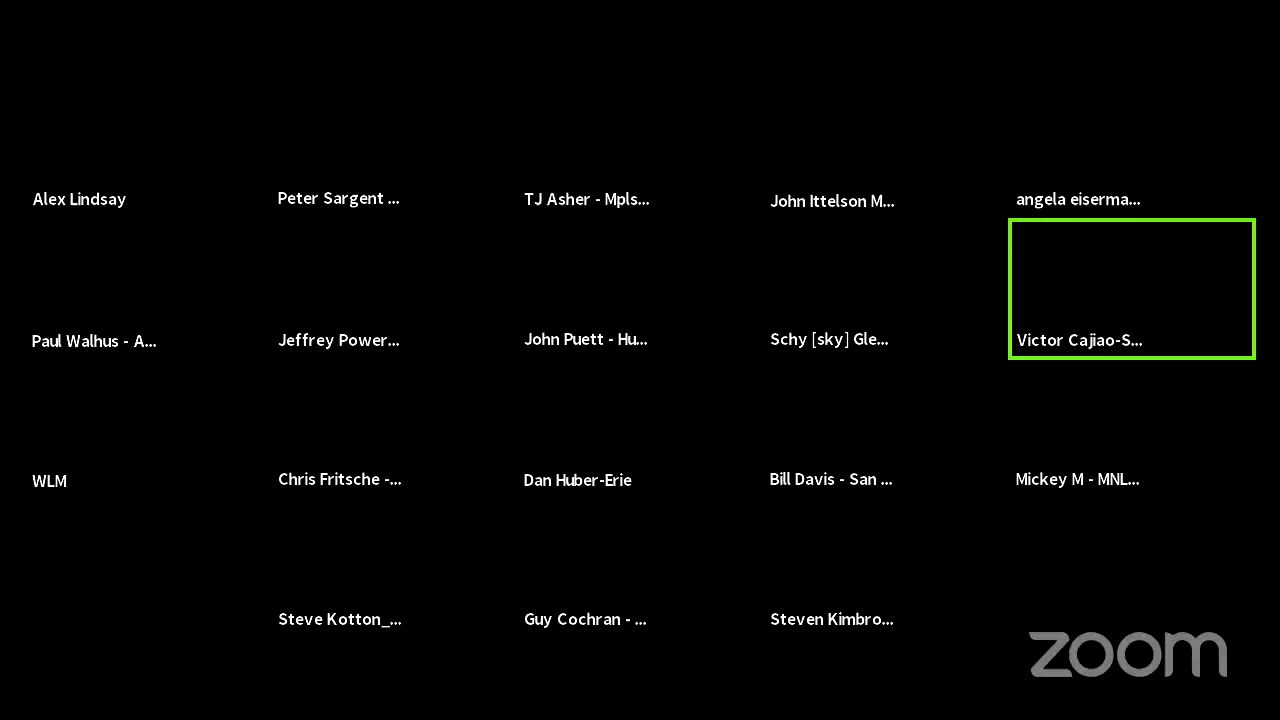 Alex Lindsay
Peter Sargent ...
TJ Asher - Mpls...
John Ittelson M...
angela eiserma...
Paul Walhus - A...
Jeffrey Power...
John Puett - Hu...
Schy [sky] Gle...
Victor Cajiao-S...
WLM
Chris Fritsche -...
Dan Huber-Erie
Bill Davis - San ...
Mickey M - MNL...
Steve Kotton_...
Guy Cochran - ...
Steven Kimbro...
zoom